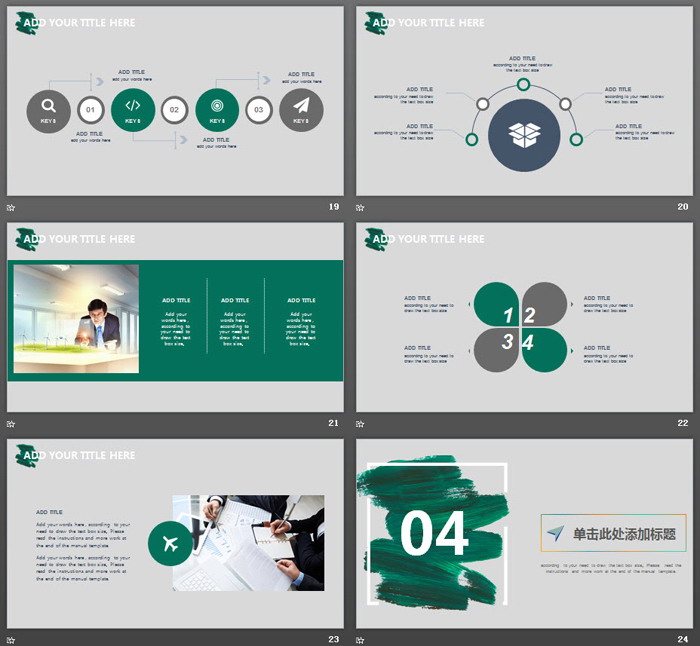 ADD YOUR TITLE HERE
ADD TITLE
add your words here
ADD TITLE
add your words here
KEY $
01
KEY $
02
KEY $
03
KEY $
ADD TITLE
add your words here
ADD TITLE
add your words here
19
ADD YOUR TITLE HERE
ADD TITLE
according to your need to draw
the text box size
ADD TITLE
according to your need to draw
the text box size
ADD TITLE
according to your need to draw
the text box size
ADD TITLE
according to your need to draw
the text box size
ADD TITLE
according to your need to draw
the text box size
20
ADD YOUR TITLE HERE
ADD TITLE
Add your
words here ,
according to
your need to
draw the text
box size,
ADD TITLE
Add your
words here ,
according to
your need to
draw the text
box size,
ADD TITLE
Add your
words here ,
according to
your need to
draw the text
box size,
21
ADD YOUR TITLE HERE
ADD TITLE
according to your need to
draw the text box size
ADD TITLE
according to your need to
draw the text box size
1
2
3
4
ADD TITLE
according to your need to
draw the text box size
ADD TITLE
according to your need to
draw the text box size
22
ADD YOUR TITLE HERE
ADD TITLE
Add your words here , according to your
need to draw the text box size, Please
read the instructions and more work at
the end of the manual template.
Add your words here , according to your
need to draw the text box size, Please
read the instructions and more work at
the end of the manual template.
23
04
单击此处添加标题
according to your need to draw the text box size, Please read the
instructions and more work at the end of the manual template.
24